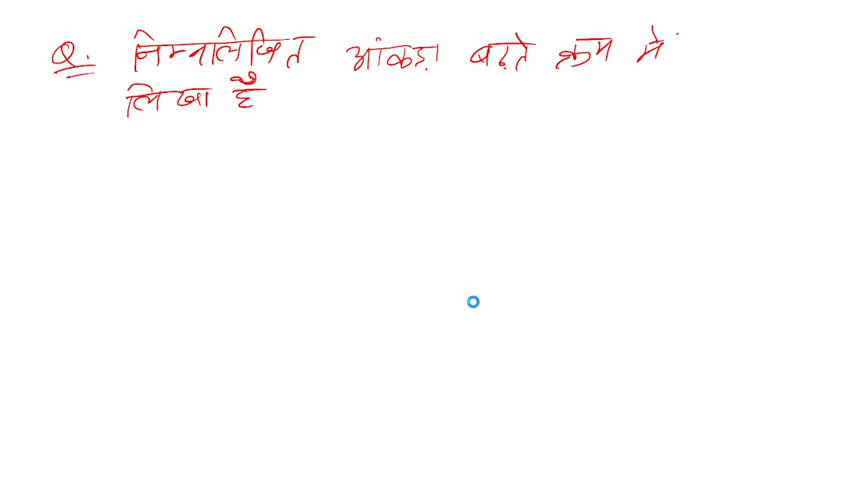 Q. निम्नलिखित आंकड़ा बढ़ते क्रम में
लिखा है